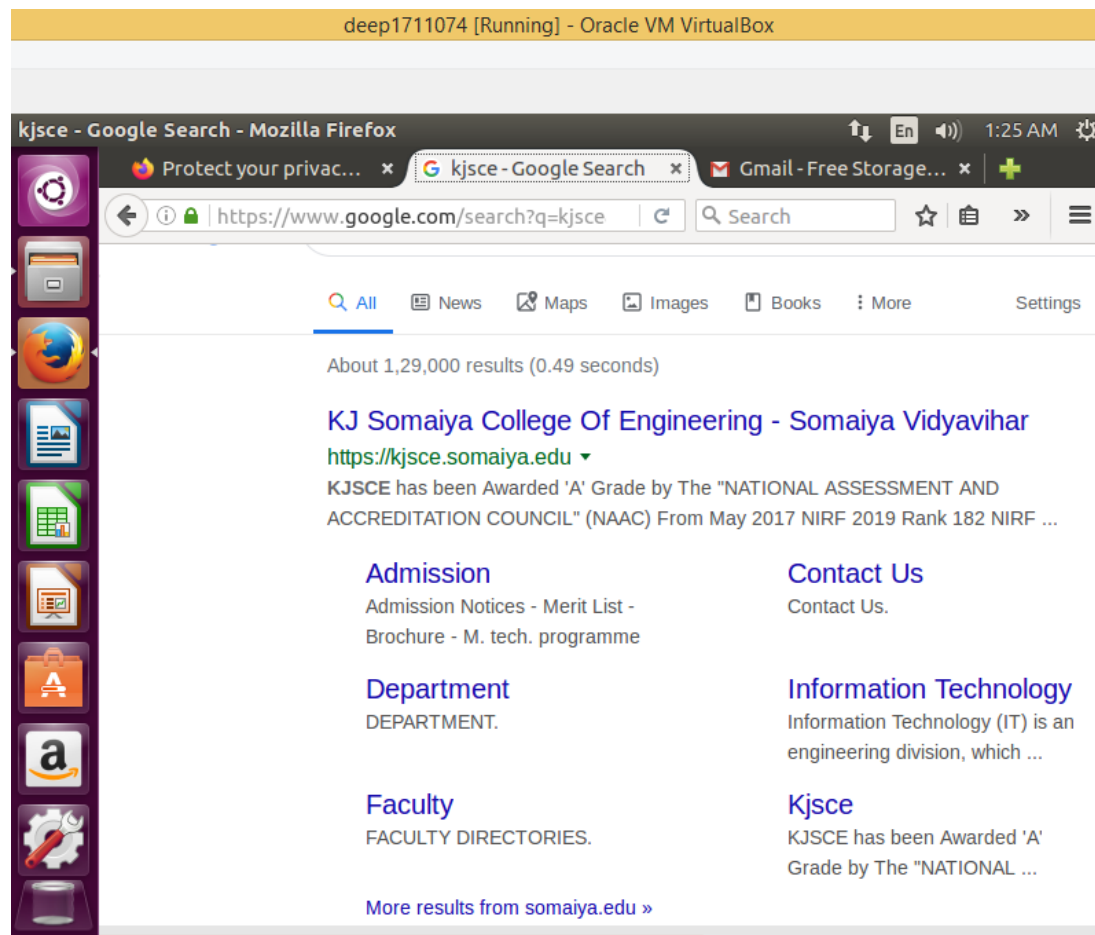 deep1711074 [Running] - Oracle VM VirtualBox
kjsce - Google Search - Mozilla Firefox En 1:25 AM
Protect your privac... × G kjsce - Google Search × Gmail - Free Storage... ×
https://www.google.com/search?q=kjsce Search »
All News Maps Images Books More Settings
About 1,29,000 results (0.49 seconds)
KJ Somaiya College Of Engineering - Somaiya Vidyavihar
https://kjsce.somaiya.edu
KJSCE has been Awarded 'A' Grade by The "NATIONAL ASSESSMENT AND
ACCREDITATION COUNCIL" (NAAC) From May 2017 NIRF 2019 Rank 182 NIRF ...
Admission
Admission Notices - Merit List -
Brochure - M. tech. programme
Contact Us
Contact Us.
Department
DEPARTMENT.
Information Technology
Information Technology (IT) is an
engineering division, which ...
Faculty
FACULTY DIRECTORIES.
Kjsce
KJSCE has been Awarded 'A'
Grade by The "NATIONAL ...
More results from somaiya.edu »